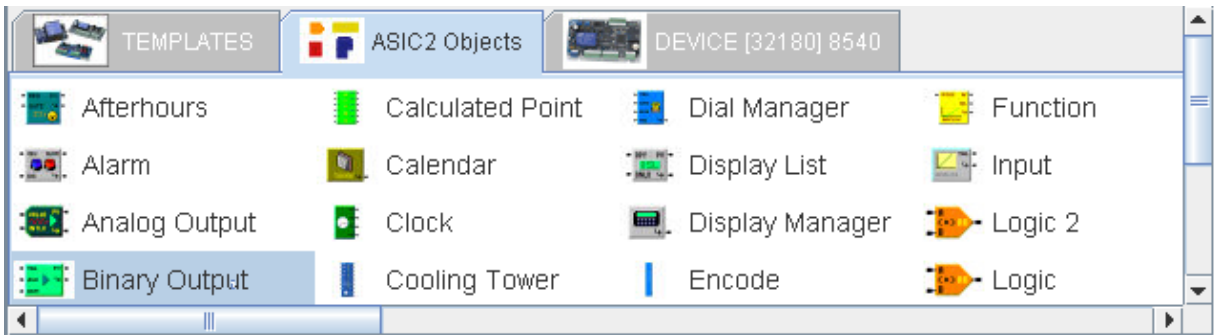 TEMPLATES ASIC2 Objects DEVICE [32180] 8540
Afterhours Calculated Point Dial Manager Function
Alarm Calendar Display List Input
Analog Output Clock Display Manager Logic 2
Binary Output Cooling Tower Encode Logic